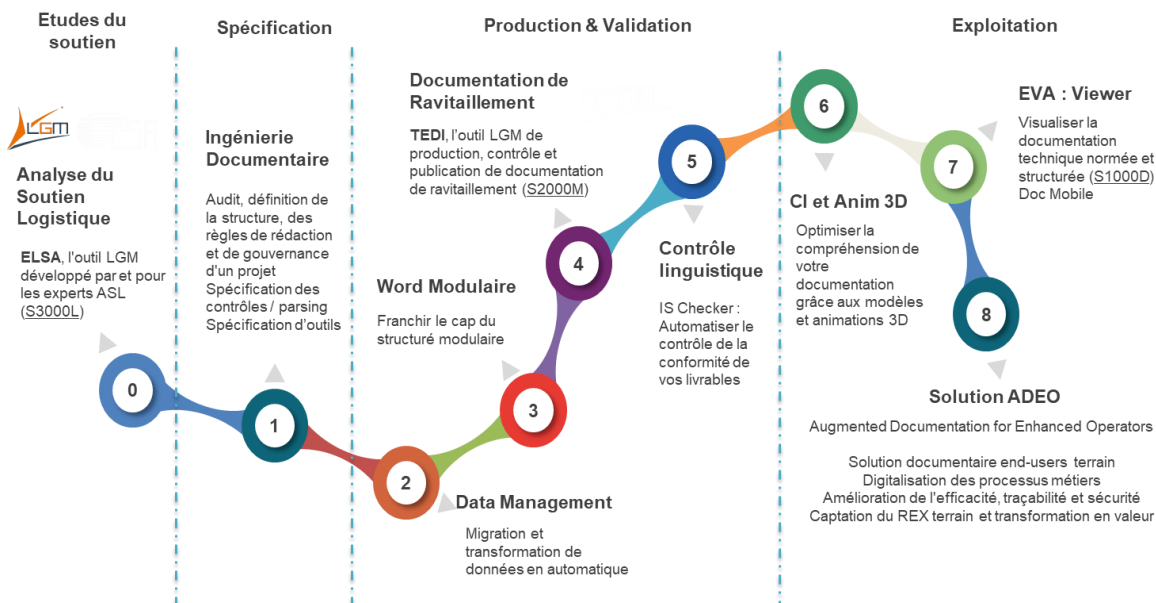 Etudes du
soutien
Spécification
Production & Validation
Exploitation
LGM
Analyse du
Soutien
Logistique
ELSA, l'outil LGM
développé par et pour
les experts ASL
(S3000L)
0
Ingénierie
Documentaire
Audit, définition de
la structure, des
règles de rédaction
et de gouvernance
d'un projet
Spécification des
contrôles / parsing
Spécification d'outils
1
2
Data Management
Migration et
transformation de
données en automatique
Word Modulaire
Franchir le cap du
structuré modulaire
3
Documentation de
Ravitaillement
TEDI, l'outil LGM de
production, contrôle et
publication de documentation
de ravitaillement (S2000M)
4
5
Contrôle
linguistique
IS Checker :
Automatiser le
contrôle de la
conformité de
vos livrables
6
CI et Anim 3D
Optimiser la
compréhension de
votre
documentation
grâce aux modèles
et animations 3D
EVA : Viewer
Visualiser la
documentation
technique normée et
structurée (S1000D)
Doc Mobile
7
8
Solution ADEO
Augmented Documentation for Enhanced Operators
Solution documentaire end-users terrain
Digitalisation des processus métiers
Amélioration de l'efficacité, traçabilité et sécurité
Captation du REX terrain et transformation en valeur